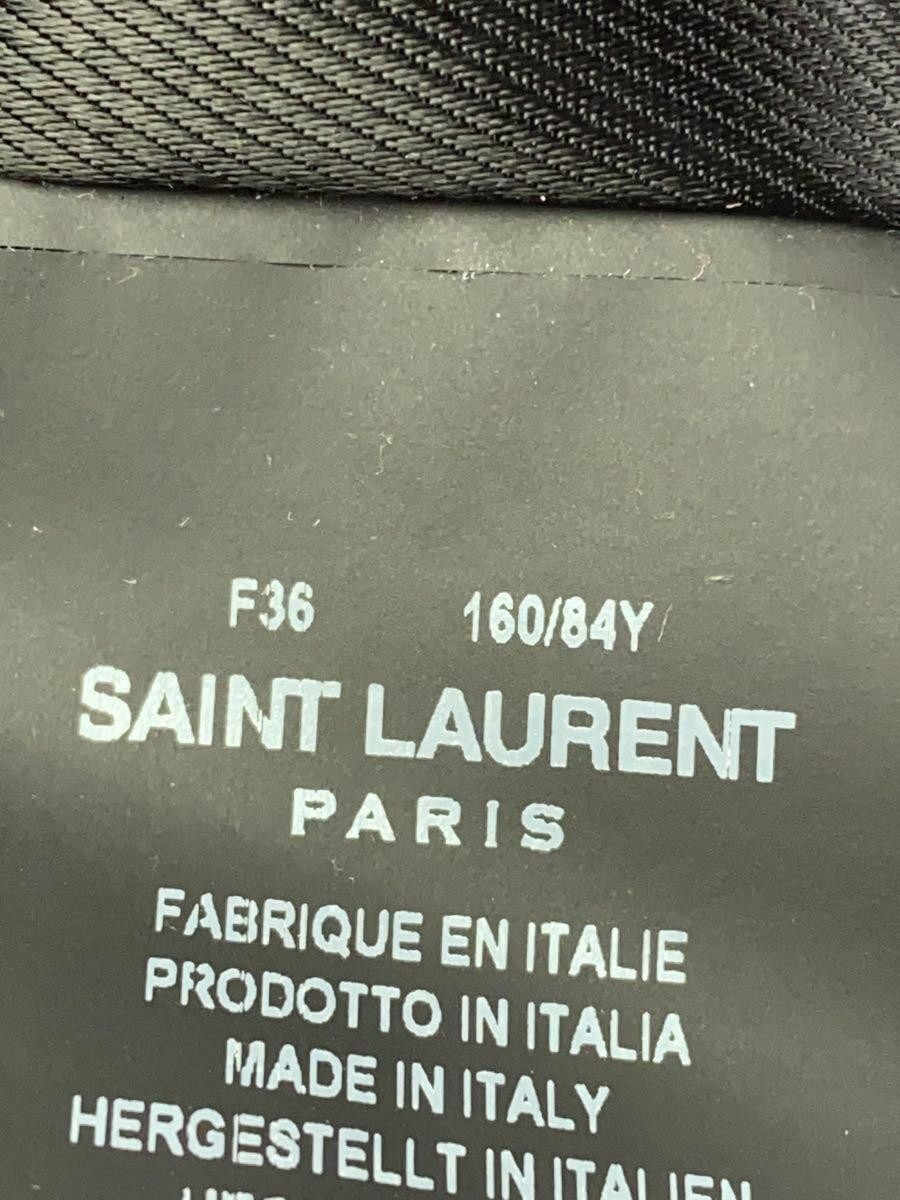 F36 160/84Y
SAINT LAURENT
PARIS
FABRIQUE EN ITALIE
PRODOTTO IN ITALIA
MADE IN ITALY
HERGESTELLT IN ITALIEN